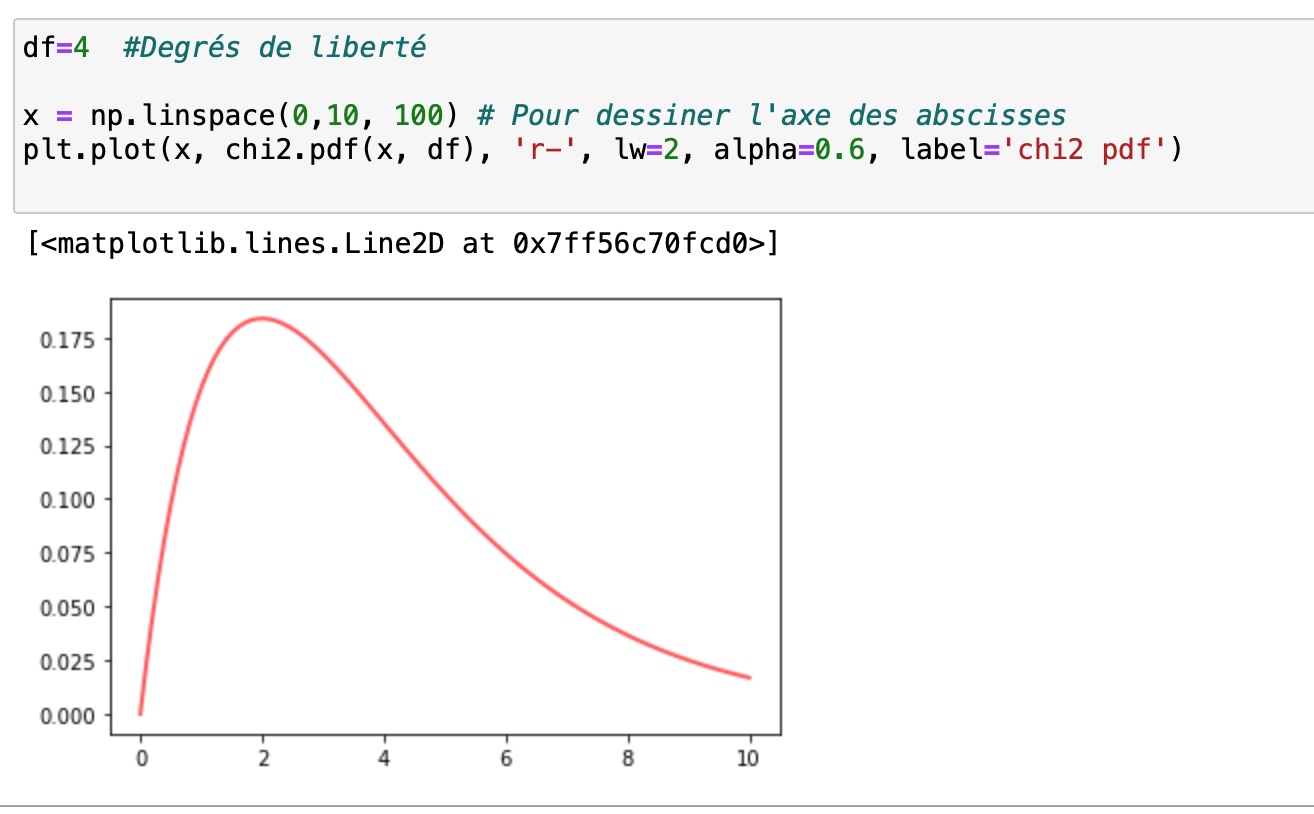 df=4  #Degrés de liberté
x = np.linspace(0,10, 100) # Pour dessiner l'axe des abscisses
plt.plot(x, chi2.pdf(x, df), 'r-', lw=2, alpha=0.6, label='chi2 pdf')
[<matplotlib.lines.Line2D at 0x7ff56c70fcd0>]
0.175
0.150
0.125
0.100
0.075
0.050
0.025
0.000
0 2 4 6 8 10